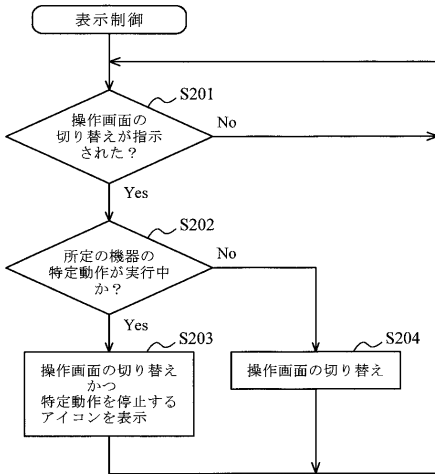 表示制御
S201
操作画面の
切り替えが指示
された？
No
Yes
S202
所定の機器の
特定動作が実行中
か？
No
Yes
S203
操作画面の切り替え
かつ
特定動作を停止する
アイコンを表示
S204
操作画面の切り替え